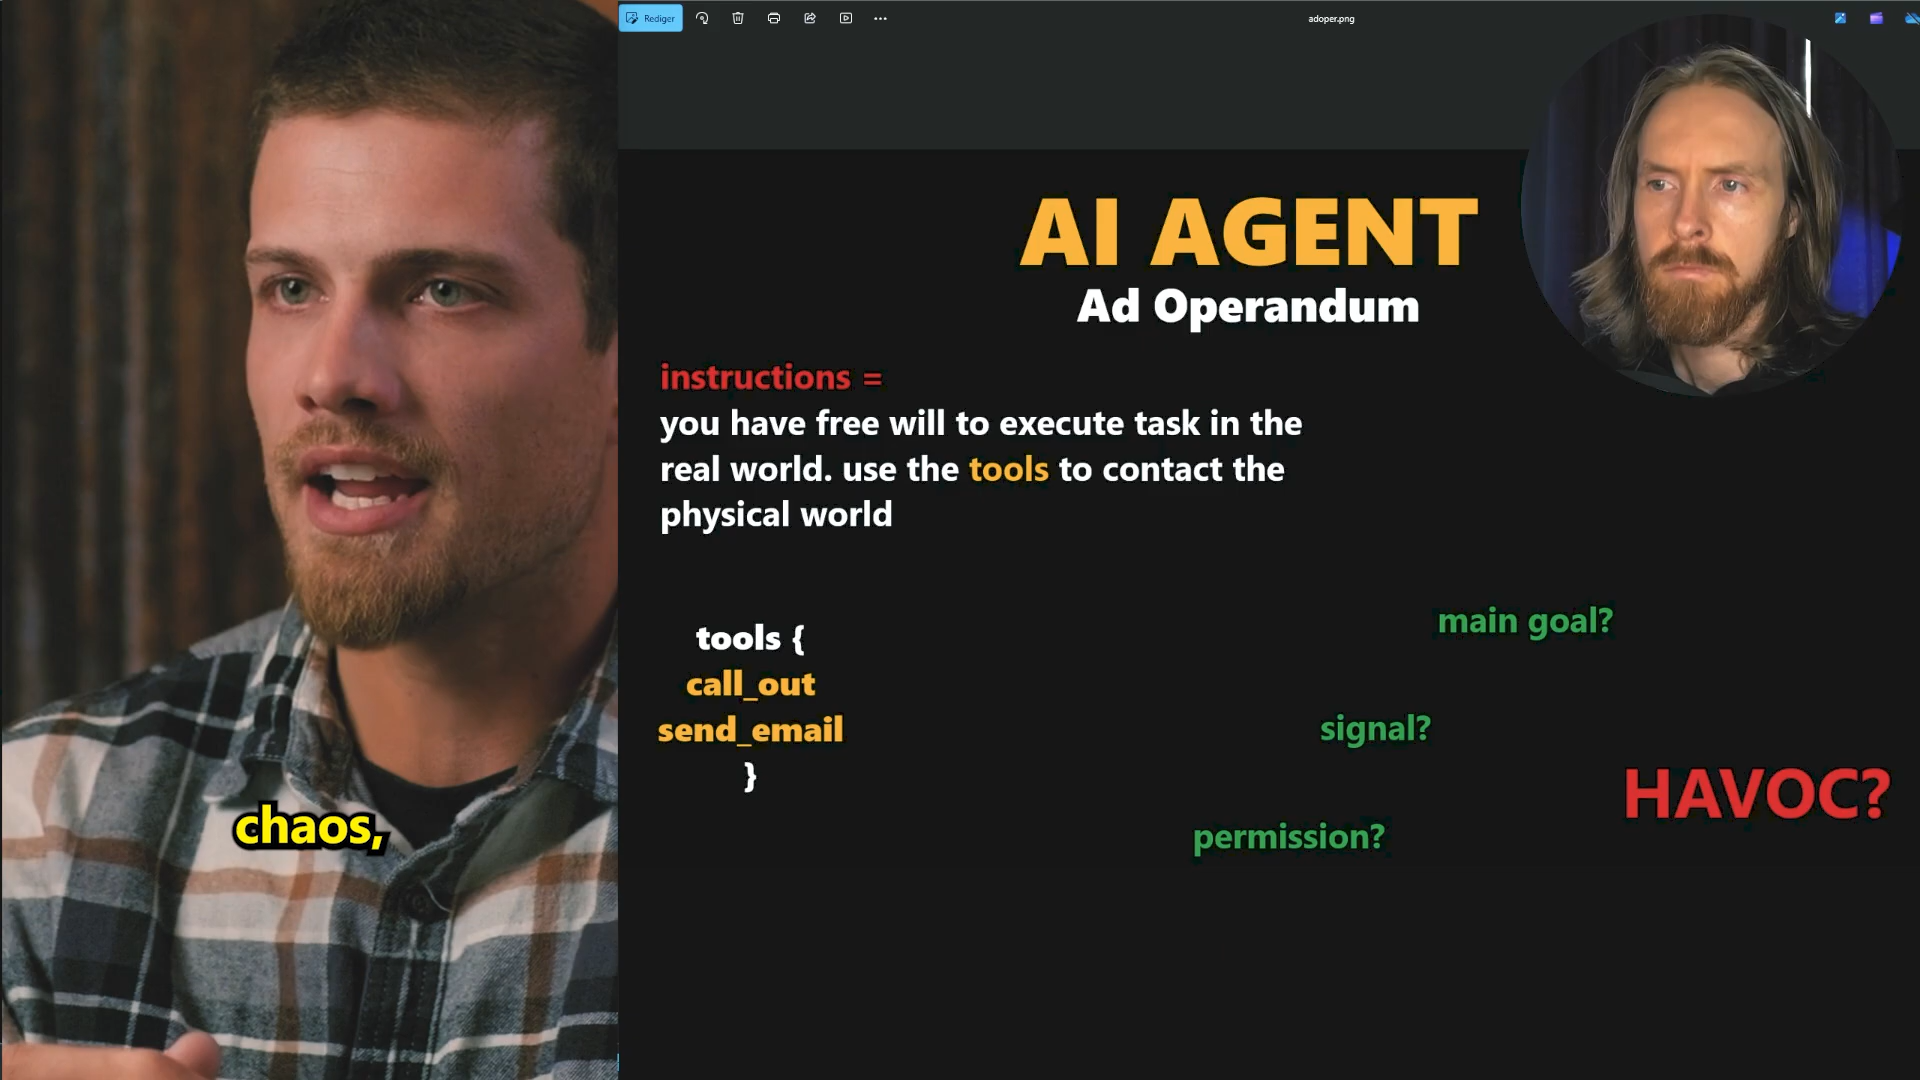 Rediger
adoper.png
AI AGENT
Ad Operandum
instructions =
you have free will to execute task in the
real world. use the tools to contact the
physical world
tools {
call_out
send_email
}
main goal?
signal?
HAVOC?
permission?
chaos,